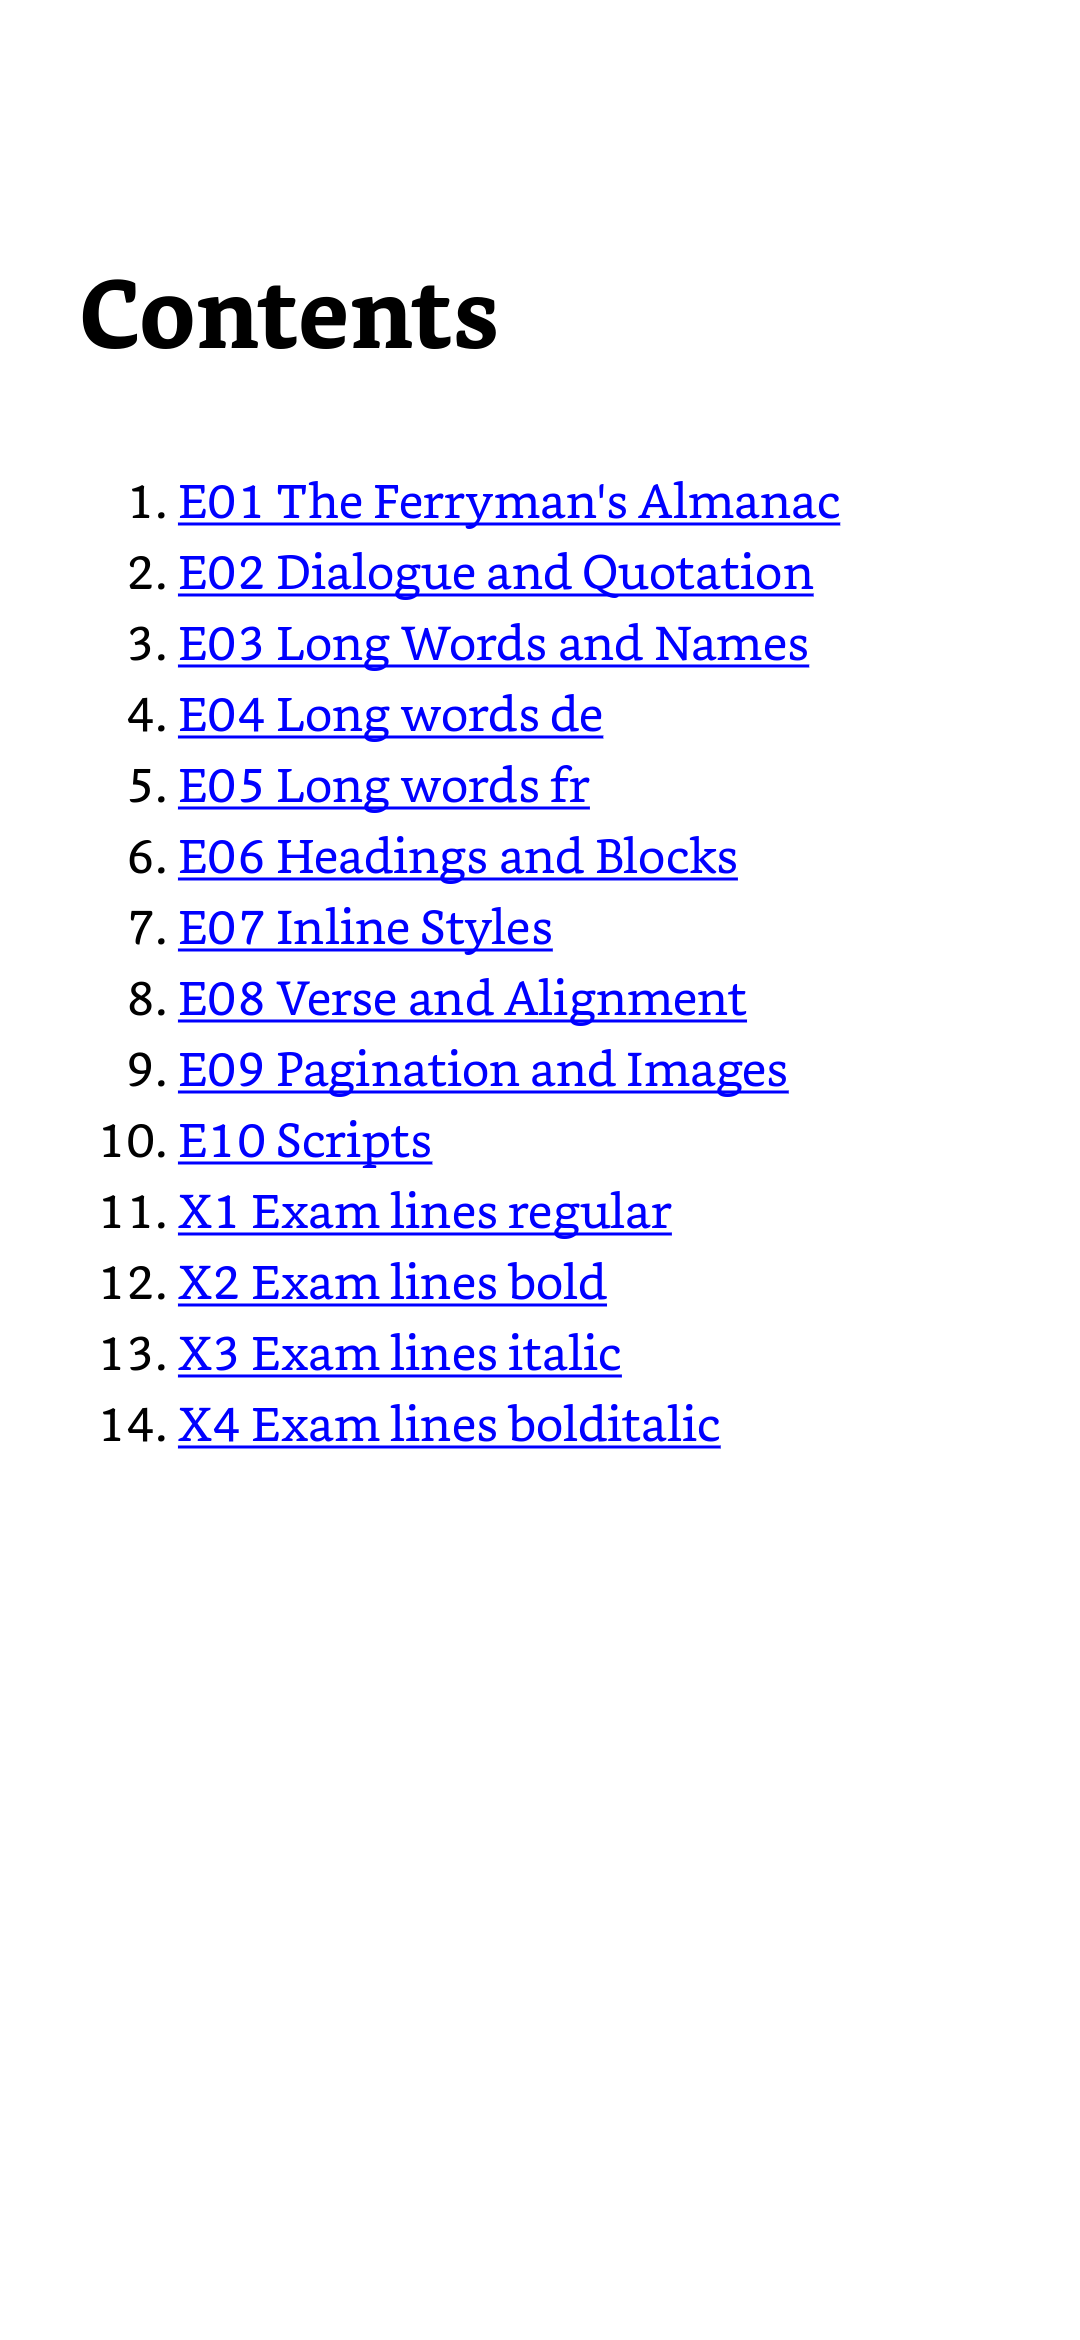 Contents
1. E01 The Ferryman's Almanac
2. E02 Dialogue and Quotation
3. E03 Long Words and Names
4. E04 Long words de
5. E05 Long words fr
6. E06 Headings and Blocks
7. E07 Inline Styles
8. E08 Verse and Alignment
9. E09 Pagination and Images
10. E10 Scripts
11. X1 Exam lines regular
12. X2 Exam lines bold
13. X3 Exam lines italic
14. X4 Exam lines bolditalic